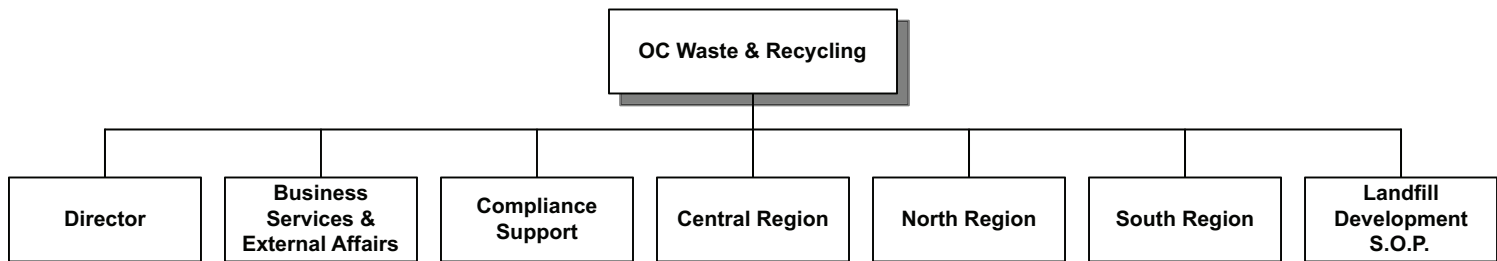 OC Waste & Recycling
Director
Business
Services &
External Affairs
Compliance
Support
Central Region
North Region
South Region
Landfill
Development
S.O.P.